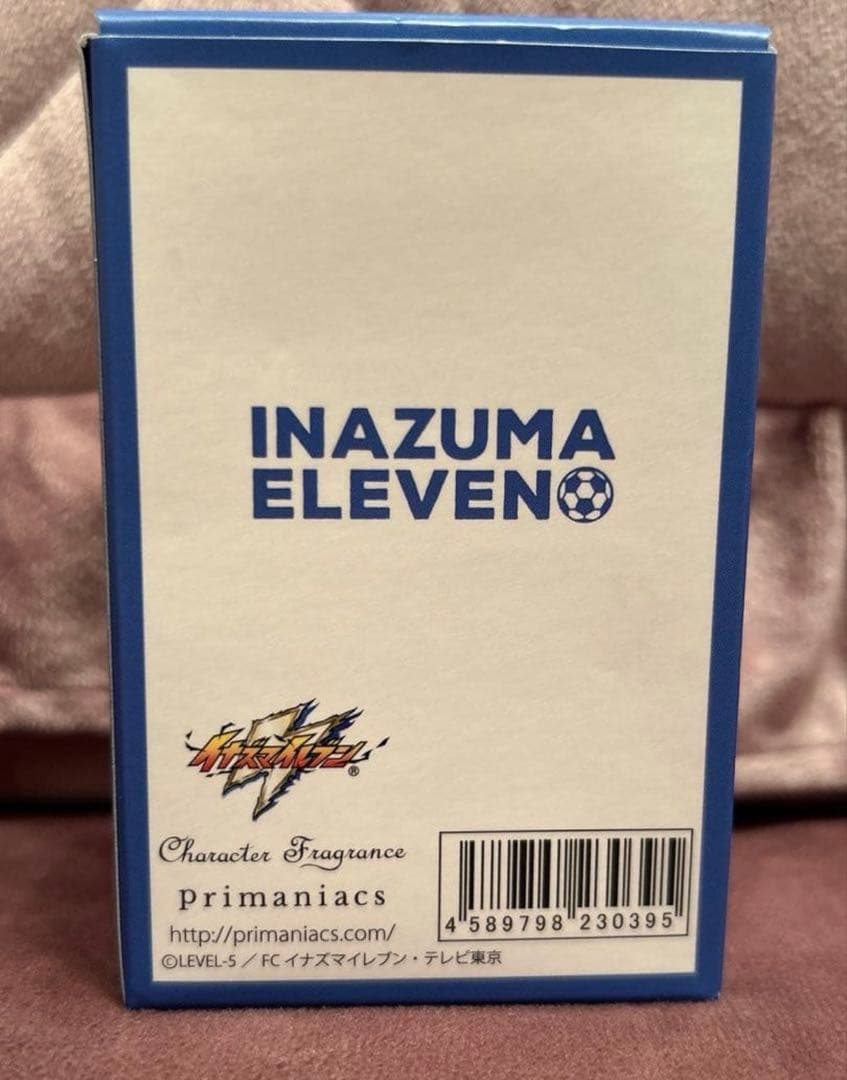 INAZUMA
ELEVEN
イナズマイレブン®
Character Fragrance
primaniacs
http://primaniacs.com/
©LEVEL-5 ／ FC イナズマイレブン・テレビ東京
4 589798 230395